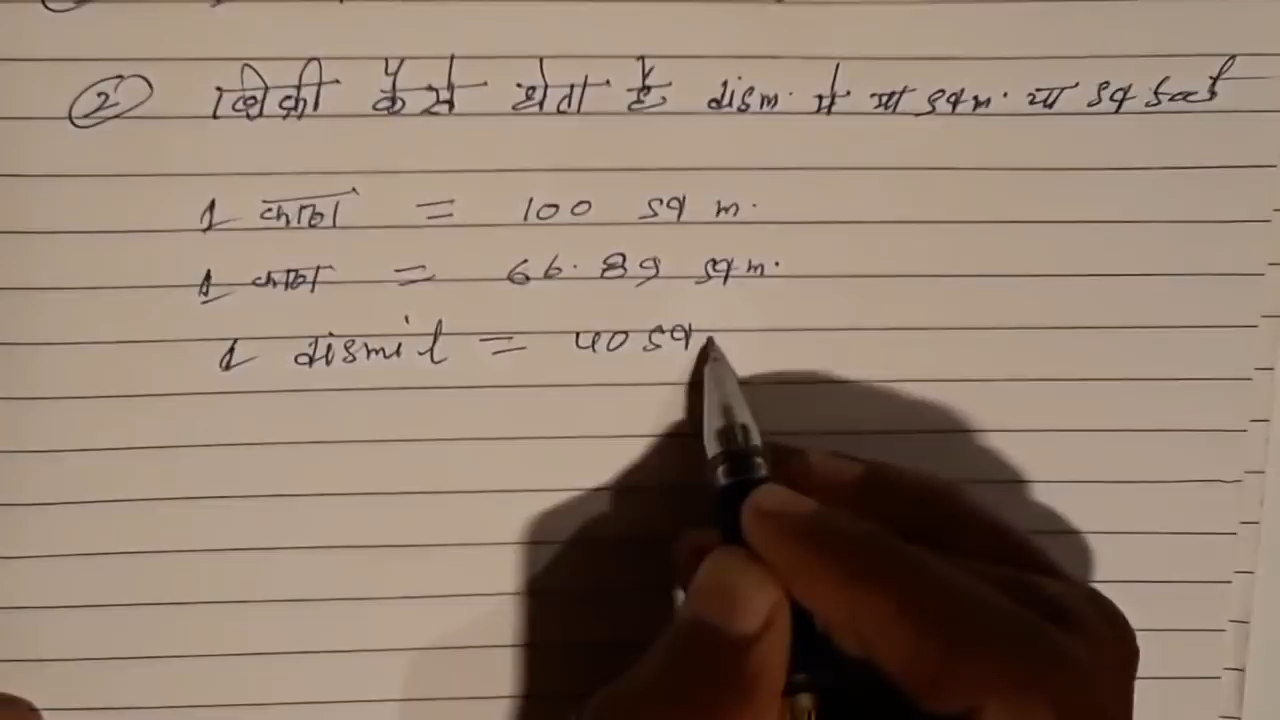 ② बिक्री कैसे होता है dism. में या sqm. या sq feet
1 कट्ठा = 100 sq m.
1 कट्ठा = 66.89 sqm.
1 dismil = 40 sq